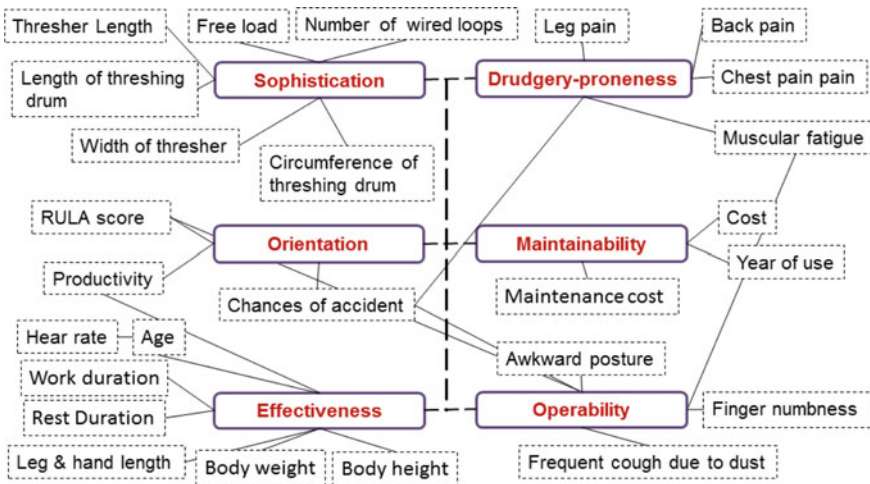 Thresher Length
Free load
Number of wired loops
Leg pain
Back pain
Sophistication
Drudgery-proneness
Chest pain pain
Length of threshing
drum
Width of thresher
Circumference of
threshing drum
Muscular fatigue
RULA score
Orientation
Maintainability
Cost
Year of use
Productivity
Chances of accident
Maintenance cost
Hear rate
Age
Awkward posture
Work duration
Rest Duration
Effectiveness
Operability
Finger numbness
Leg & hand length
Body weight
Body height
Frequent cough due to dust